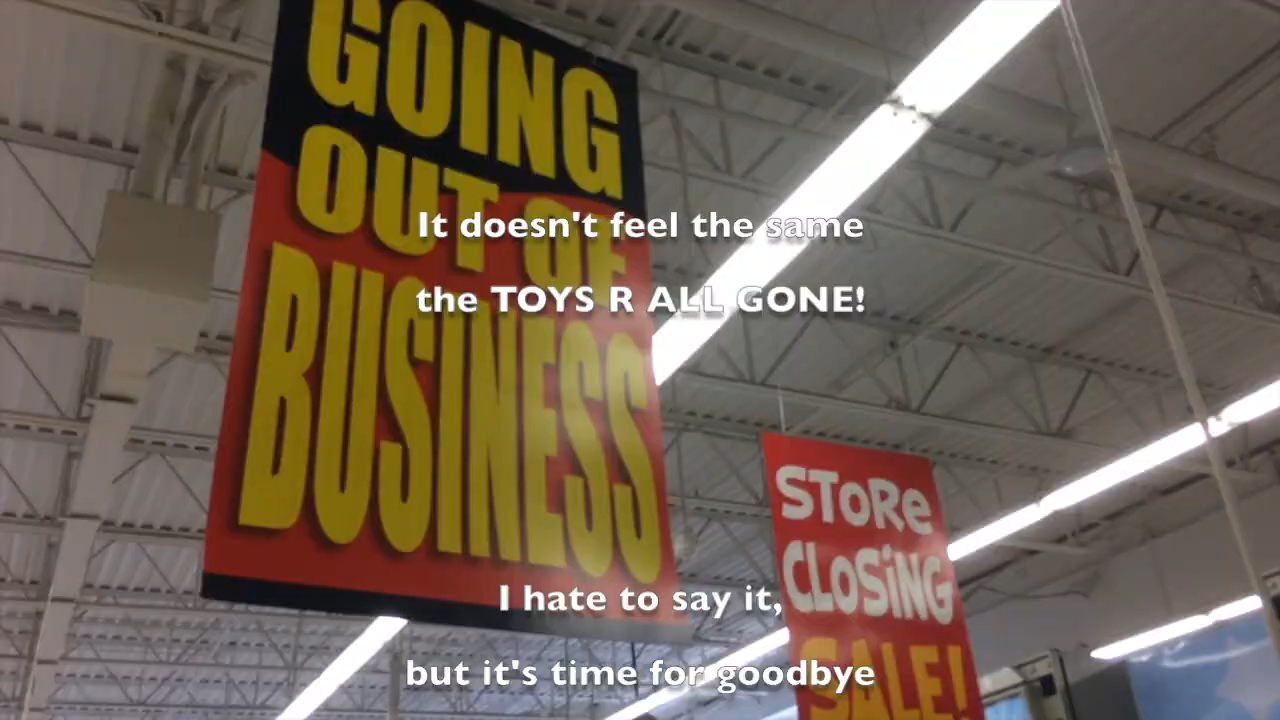 GOING
OUT OF
BUSINESS
It doesn't feel the same
the TOYS R ALL GONE!
STORE
CLOSING
SALE!
I hate to say it,
but it's time for goodbye